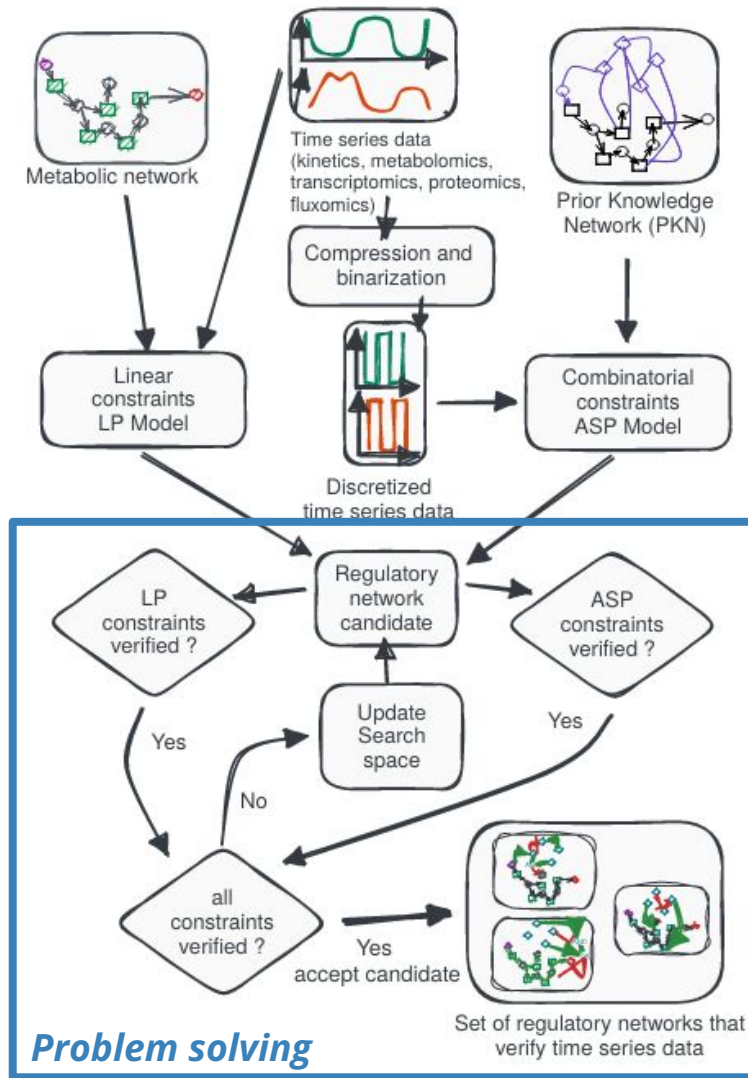 Metabolic network
Time series data
(kinetics, metabolomics,
transcriptomics, proteomics,
fluxomics)
Prior Knowledge
Network (PKN)
Compression and
binarization
Linear
constraints
LP Model
Discretized
time series data
Combinatorial
constraints
ASP Model
LP
constraints
verified ?
Regulatory
network
candidate
ASP
constraints
verified ?
Yes
Update
Search
space
Yes
No
all
constraints
verified ?
Yes
accept candidate
Set of regulatory networks that
verify time series data
Problem solving